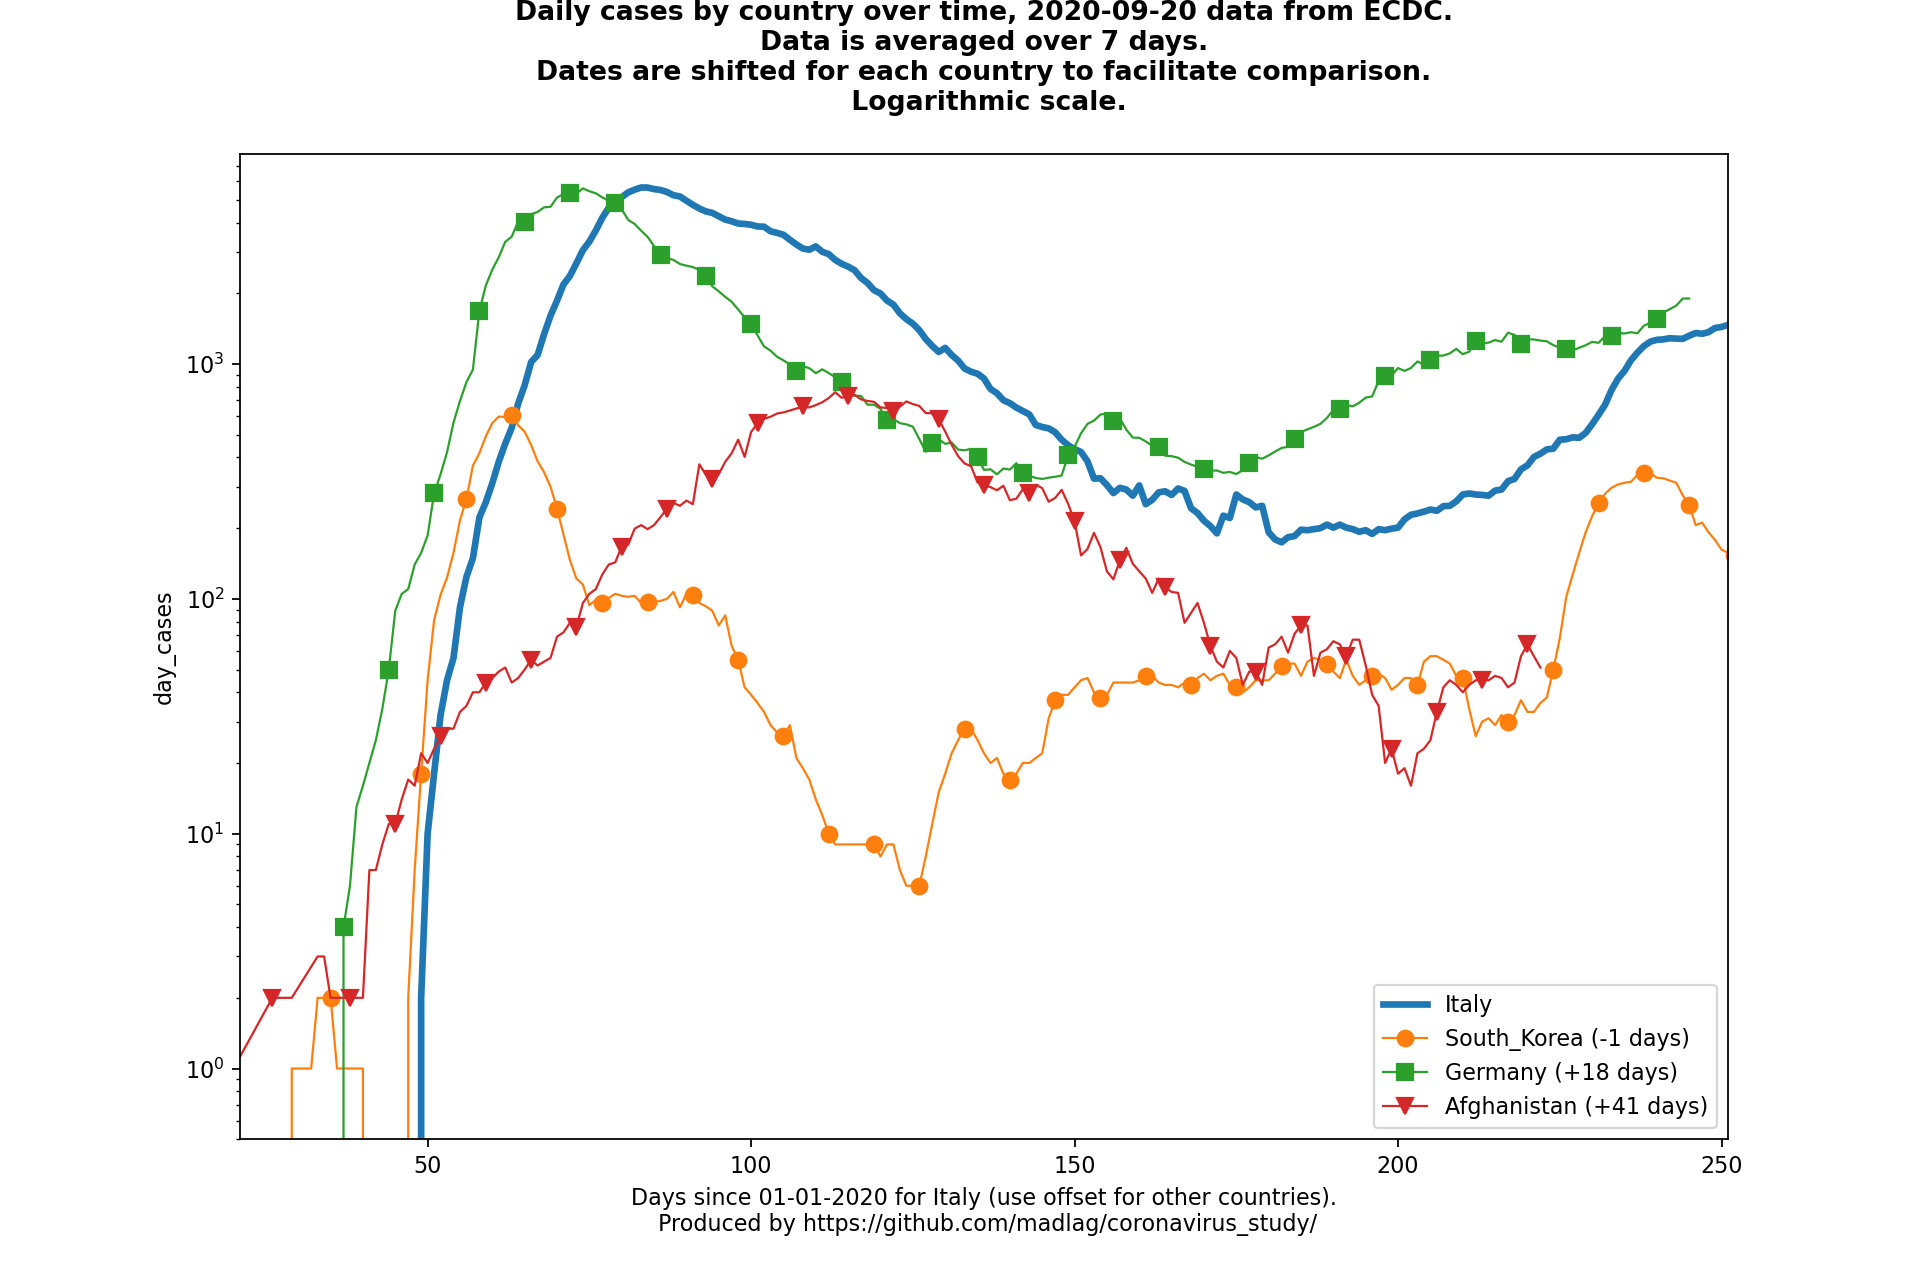 Daily cases by country over time, 2020-09-20 data from ECDC.
Data is averaged over 7 days.
Dates are shifted for each country to facilitate comparison.
Logarithmic scale.
day_cases
10³
10²
10¹
10⁰
50
100
150
200
250
Italy
South_Korea (-1 days)
Germany (+18 days)
Afghanistan (+41 days)
Days since 01-01-2020 for Italy (use offset for other countries).
Produced by https://github.com/madlag/coronavirus_study/